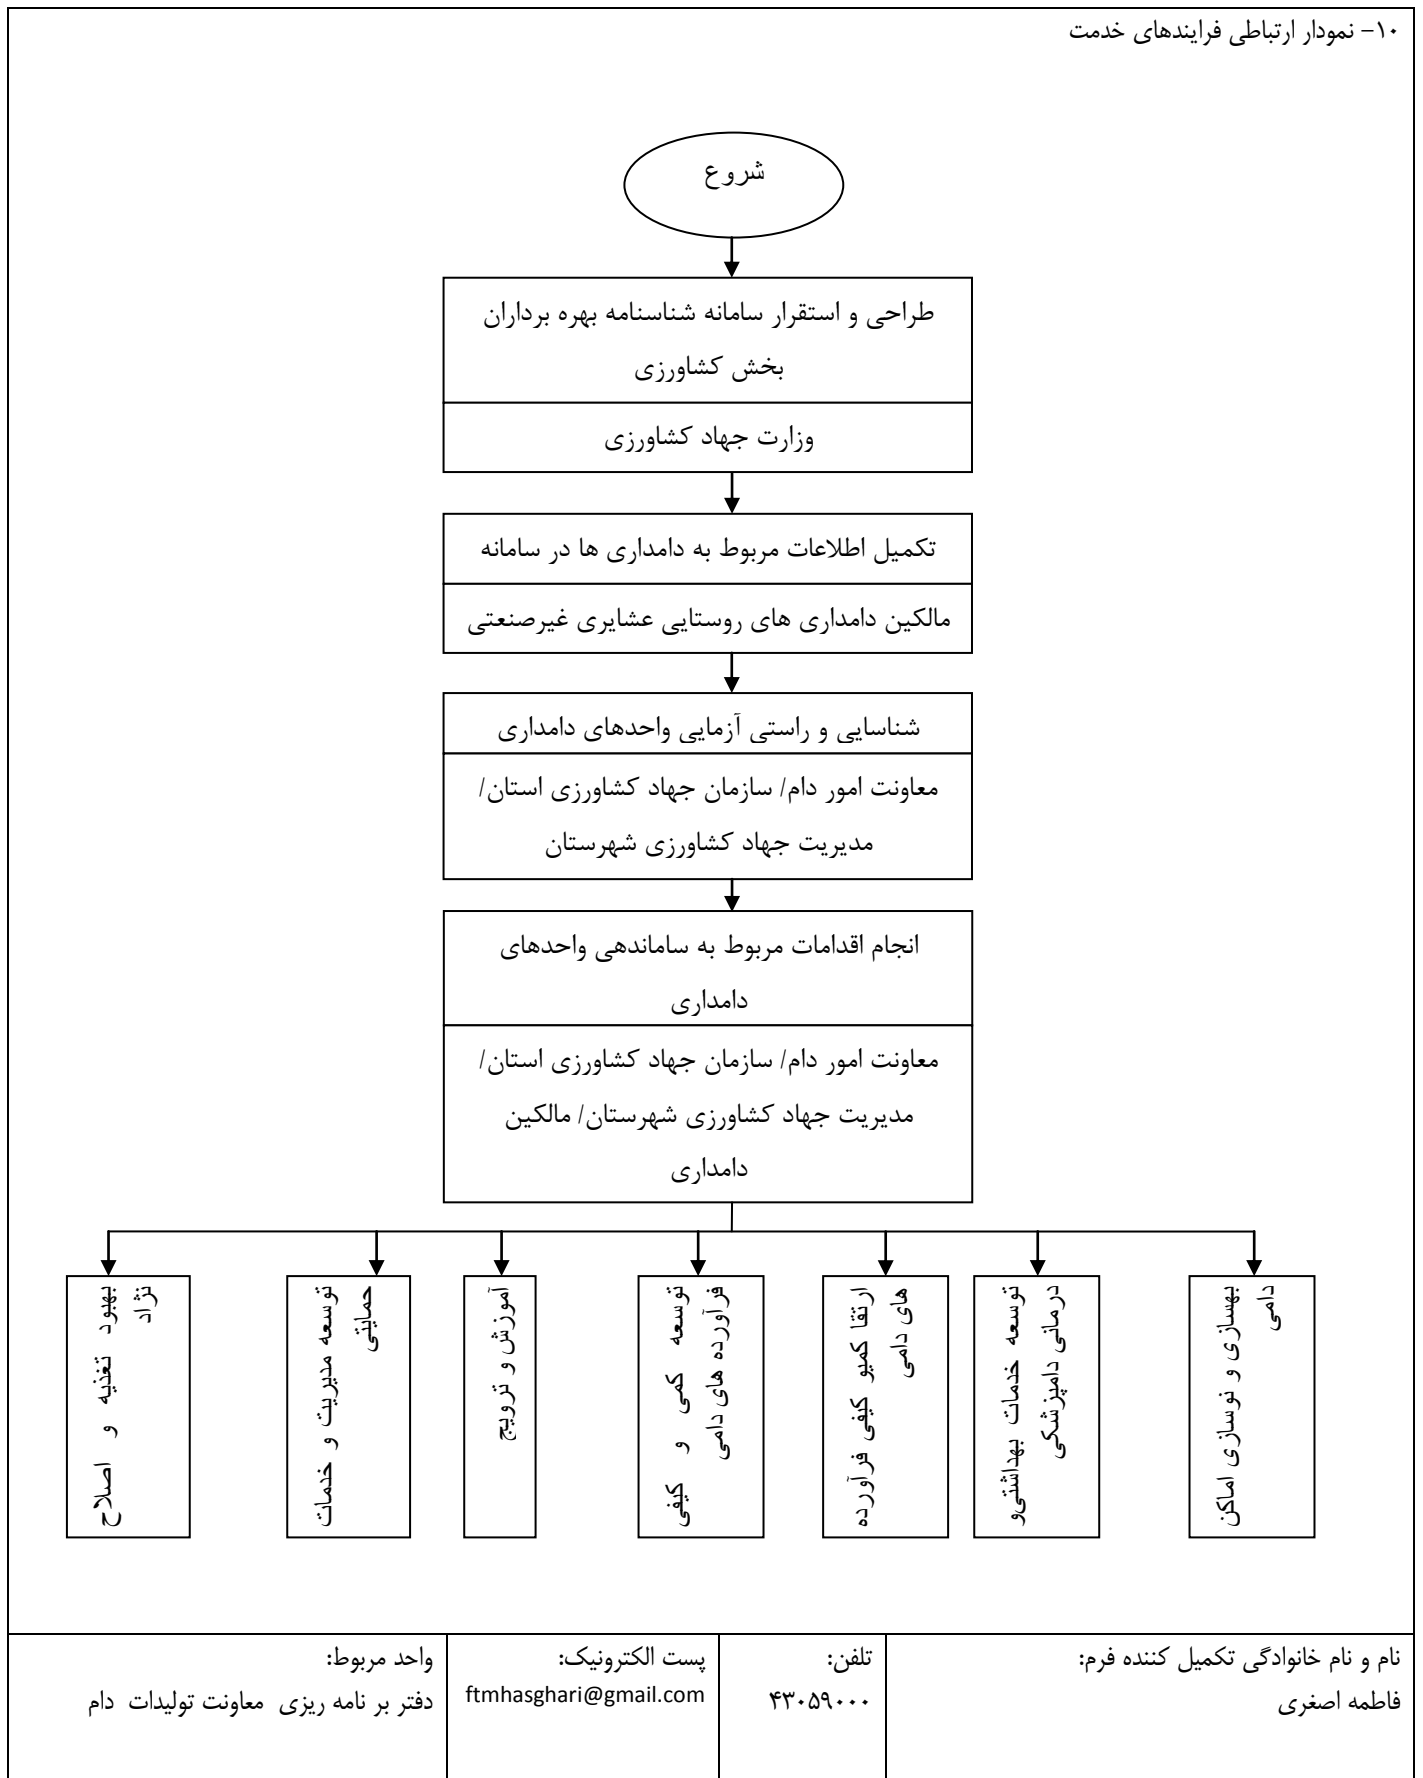 ۱۰- نمودار ارتباطی فرایندهای خدمت
شروع
طراحی و استقرار سامانه شناسنامه بهره برداران
بخش کشاورزی
وزارت جهاد کشاورزی
تکمیل اطلاعات مربوط به دامداری ها در سامانه
مالکین دامداری های روستایی عشایری غیرصنعتی
شناسایی و راستی آزمایی واحدهای دامداری
معاونت امور دام/ سازمان جهاد کشاورزی استان/
مدیریت جهاد کشاورزی شهرستان
انجام اقدامات مربوط به ساماندهی واحدهای
دامداری
معاونت امور دام/ سازمان جهاد کشاورزی استان/
مدیریت جهاد کشاورزی شهرستان/ مالکین
دامداری
بهسازی و نوسازی اماکن
دامی
توسعه خدمات بهداشتی‌و
درمانی دامپزشکی
ارتقا کمیو کیفی فرآورده
های دامی
توسعه کمی و کیفی
فرآورده های دامی
آموزش و ترویج
توسعه مدیریت و خدمات
حمایتی
بهبود تغذیه و اصلاح
نژاد
نام و نام خانوادگی تکمیل کننده فرم:
فاطمه اصغری
تلفن:
۴۳۰۵۹۰۰۰
پست الکترونیک:
ftmhasghari@gmail.com
واحد مربوط:
دفتر بر نامه ریزی معاونت تولیدات دام